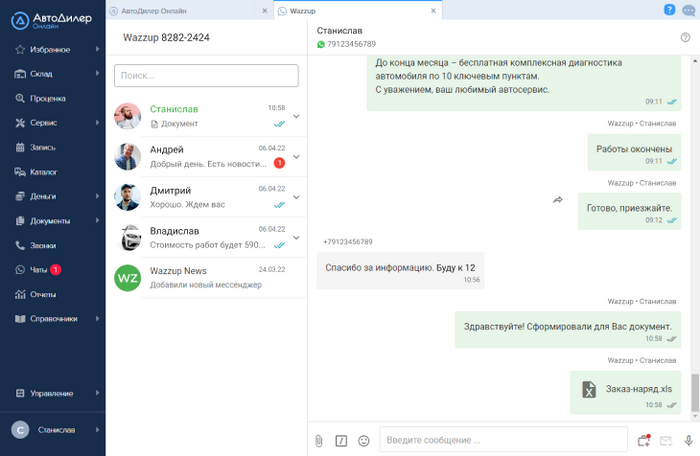 АвтоДилер
Онлайн
Избранное
Склад
Проценка
Сервис
Запись
Каталог
Деньги
Документы
Звонки
Чаты 1
Отчеты
Справочники
Управление
C Станислав
АвтоДилер Онлайн ×
Wazzup ×
?
Wazzup 8282-2424
Поиск...
Станислав 10:58
Документ
Андрей 06.04.22
Добрый день. Есть новости... 1
Дмитрий 06.04.22
Хорошо. Ждем вас
Владислав 06.04.22
Стоимость работ будет 590...
WZ
Wazzup News 24.03.22
Добавили новый мессенджер
Станислав
79123456789
?
До конца месяца – бесплатная комплексная диагностика
автомобиля по 10 ключевым пунктам.
С уважением, ваш любимый автосервис.
09:11
Wazzup • Станислав
Работы окончены
09:11
Wazzup • Станислав
Готово, приезжайте.
09:12
+79123456789
Спасибо за информацию. Буду к 12
10:56
Wazzup • Станислав
Здравствуйте! Сформировали для Вас документ.
10:58
Wazzup • Станислав
X Заказ-наряд.xls
10:58
Введите сообщение ...